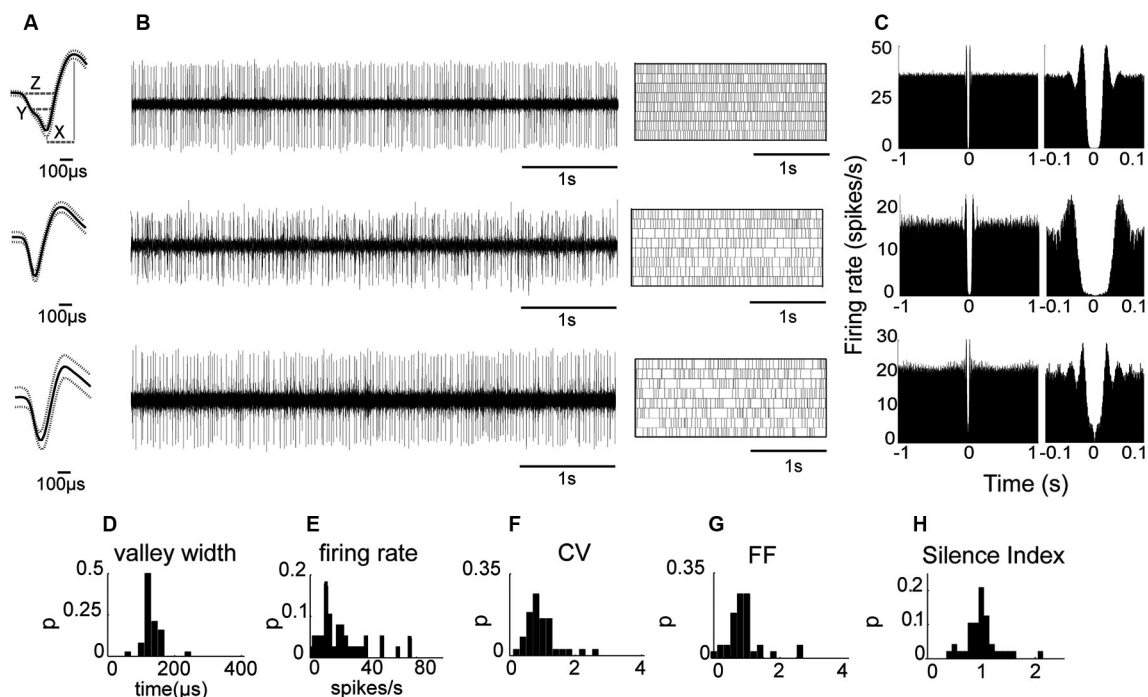 A
B
C
Z
Y
X
100µs
1s
1s
50
25
0
-1
0
1
-0.1
0
0.1
100µs
1s
1s
20
10
0
-1
0
1
-0.1
0
0.1
100µs
1s
1s
30
20
10
0
-1
0
1
-0.1
0
0.1
Firing rate (spikes/s)
Time (s)
D
valley width
0.5
0.25
0
p
0
200
400
time(µs)
E
firing rate
0.2
0.1
0
p
0
40
80
spikes/s
F
CV
0.35
0
p
0
2
4
G
FF
0.35
0
p
0
2
4
H
Silence Index
0.2
0.1
0
p
0
1
2